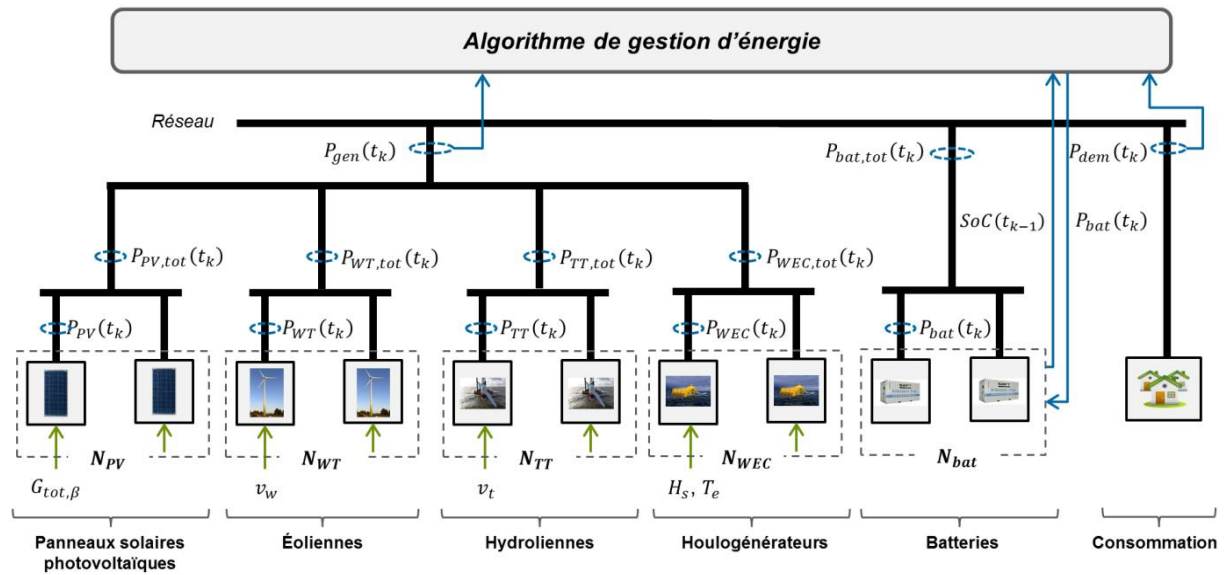 Algorithme de gestion d'énergie
Réseau
P_gen(t_k)
P_bat,tot(t_k)
P_dem(t_k)
SoC(t_{k-1})
P_bat(t_k)
P_PV,tot(t_k)
P_WT,tot(t_k)
P_TT,tot(t_k)
P_WEC,tot(t_k)
P_PV(t_k)
P_WT(t_k)
P_TT(t_k)
P_WEC(t_k)
P_bat(t_k)
N_PV
N_WT
N_TT
N_WEC
N_bat
G_tot,β
v_w
v_t
H_s, T_e
Panneaux solaires
photovoltaïques
Éoliennes
Hydroliennes
Houlogénérateurs
Batteries
Consommation